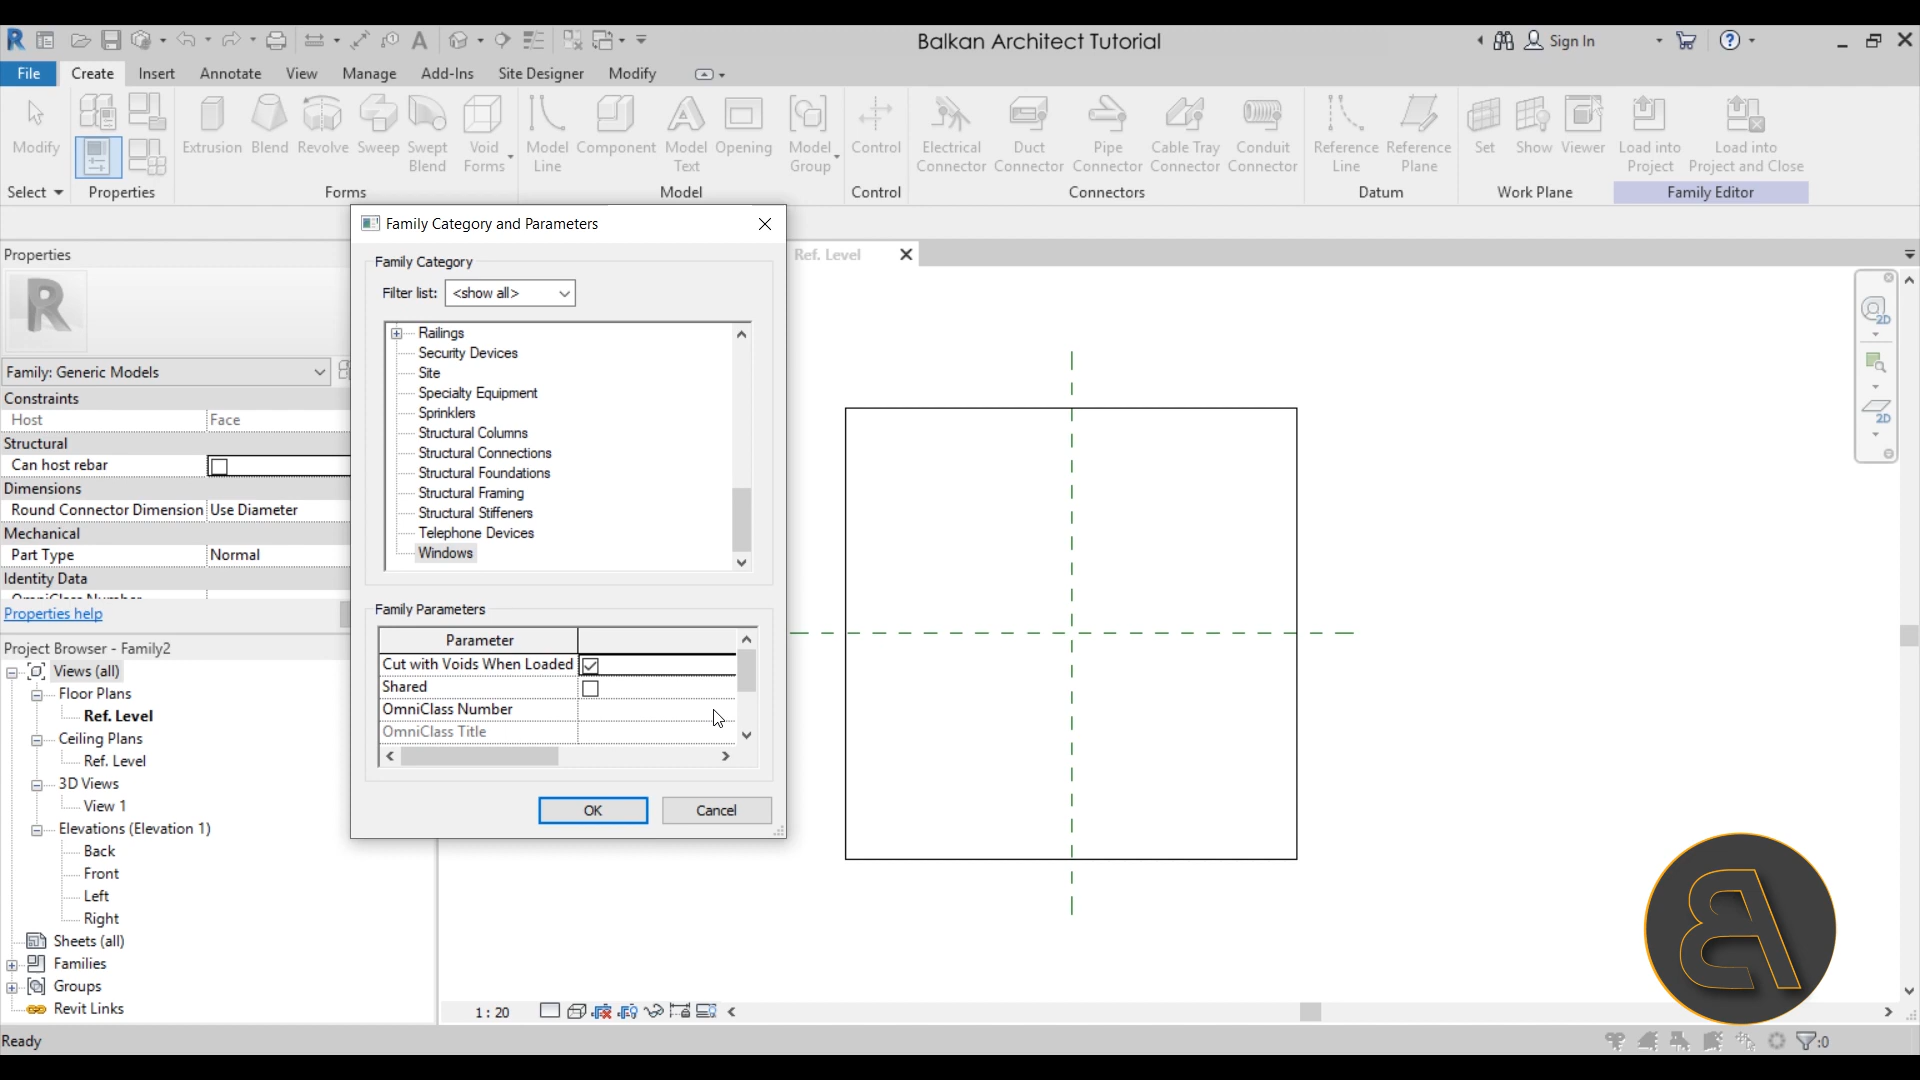 Balkan Architect Tutorial
Sign In
File Create Insert Annotate View Manage Add-Ins Site Designer Modify
Modify
Extrusion Blend Revolve Sweep Swept Blend Void Forms
Model Line Component Model Text Opening Model Group
Control
Electrical Connector Duct Connector Pipe Connector Cable Tray Connector Conduit Connector
Reference Line Reference Plane
Set Show Viewer
Load into Project Load into Project and Close
Select Properties Forms Model Control Connectors Datum Work Plane Family Editor
Properties
Family: Generic Models
Constraints
Host Face
Structural
Can host rebar
Dimensions
Round Connector Dimension Use Diameter
Mechanical
Part Type Normal
Identity Data
Properties help
Project Browser - Family2
Views (all)
Floor Plans
Ref. Level
Ceiling Plans
Ref. Level
3D Views
View 1
Elevations (Elevation 1)
Back
Front
Left
Right
Sheets (all)
Families
Groups
Revit Links
Family Category and Parameters
Family Category
Filter list: <show all>
Railings
Security Devices
Site
Specialty Equipment
Sprinklers
Structural Columns
Structural Connections
Structural Foundations
Structural Framing
Structural Stiffeners
Telephone Devices
Windows
Family Parameters
Parameter
Cut with Voids When Loaded
Shared
OmniClass Number
OmniClass Title
OK Cancel
Ref. Level
2D
2D
1 : 20
Ready
:0